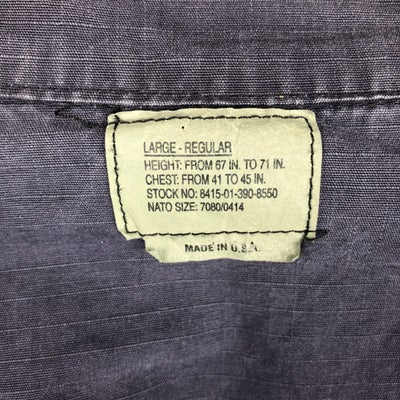 LARGE - REGULAR
HEIGHT: FROM 67 IN. TO 71 IN.
CHEST: FROM 41 TO 45 IN.
STOCK NO: 8415-01-390-8550
NATO SIZE: 7080/0414
MADE IN U.S.A.